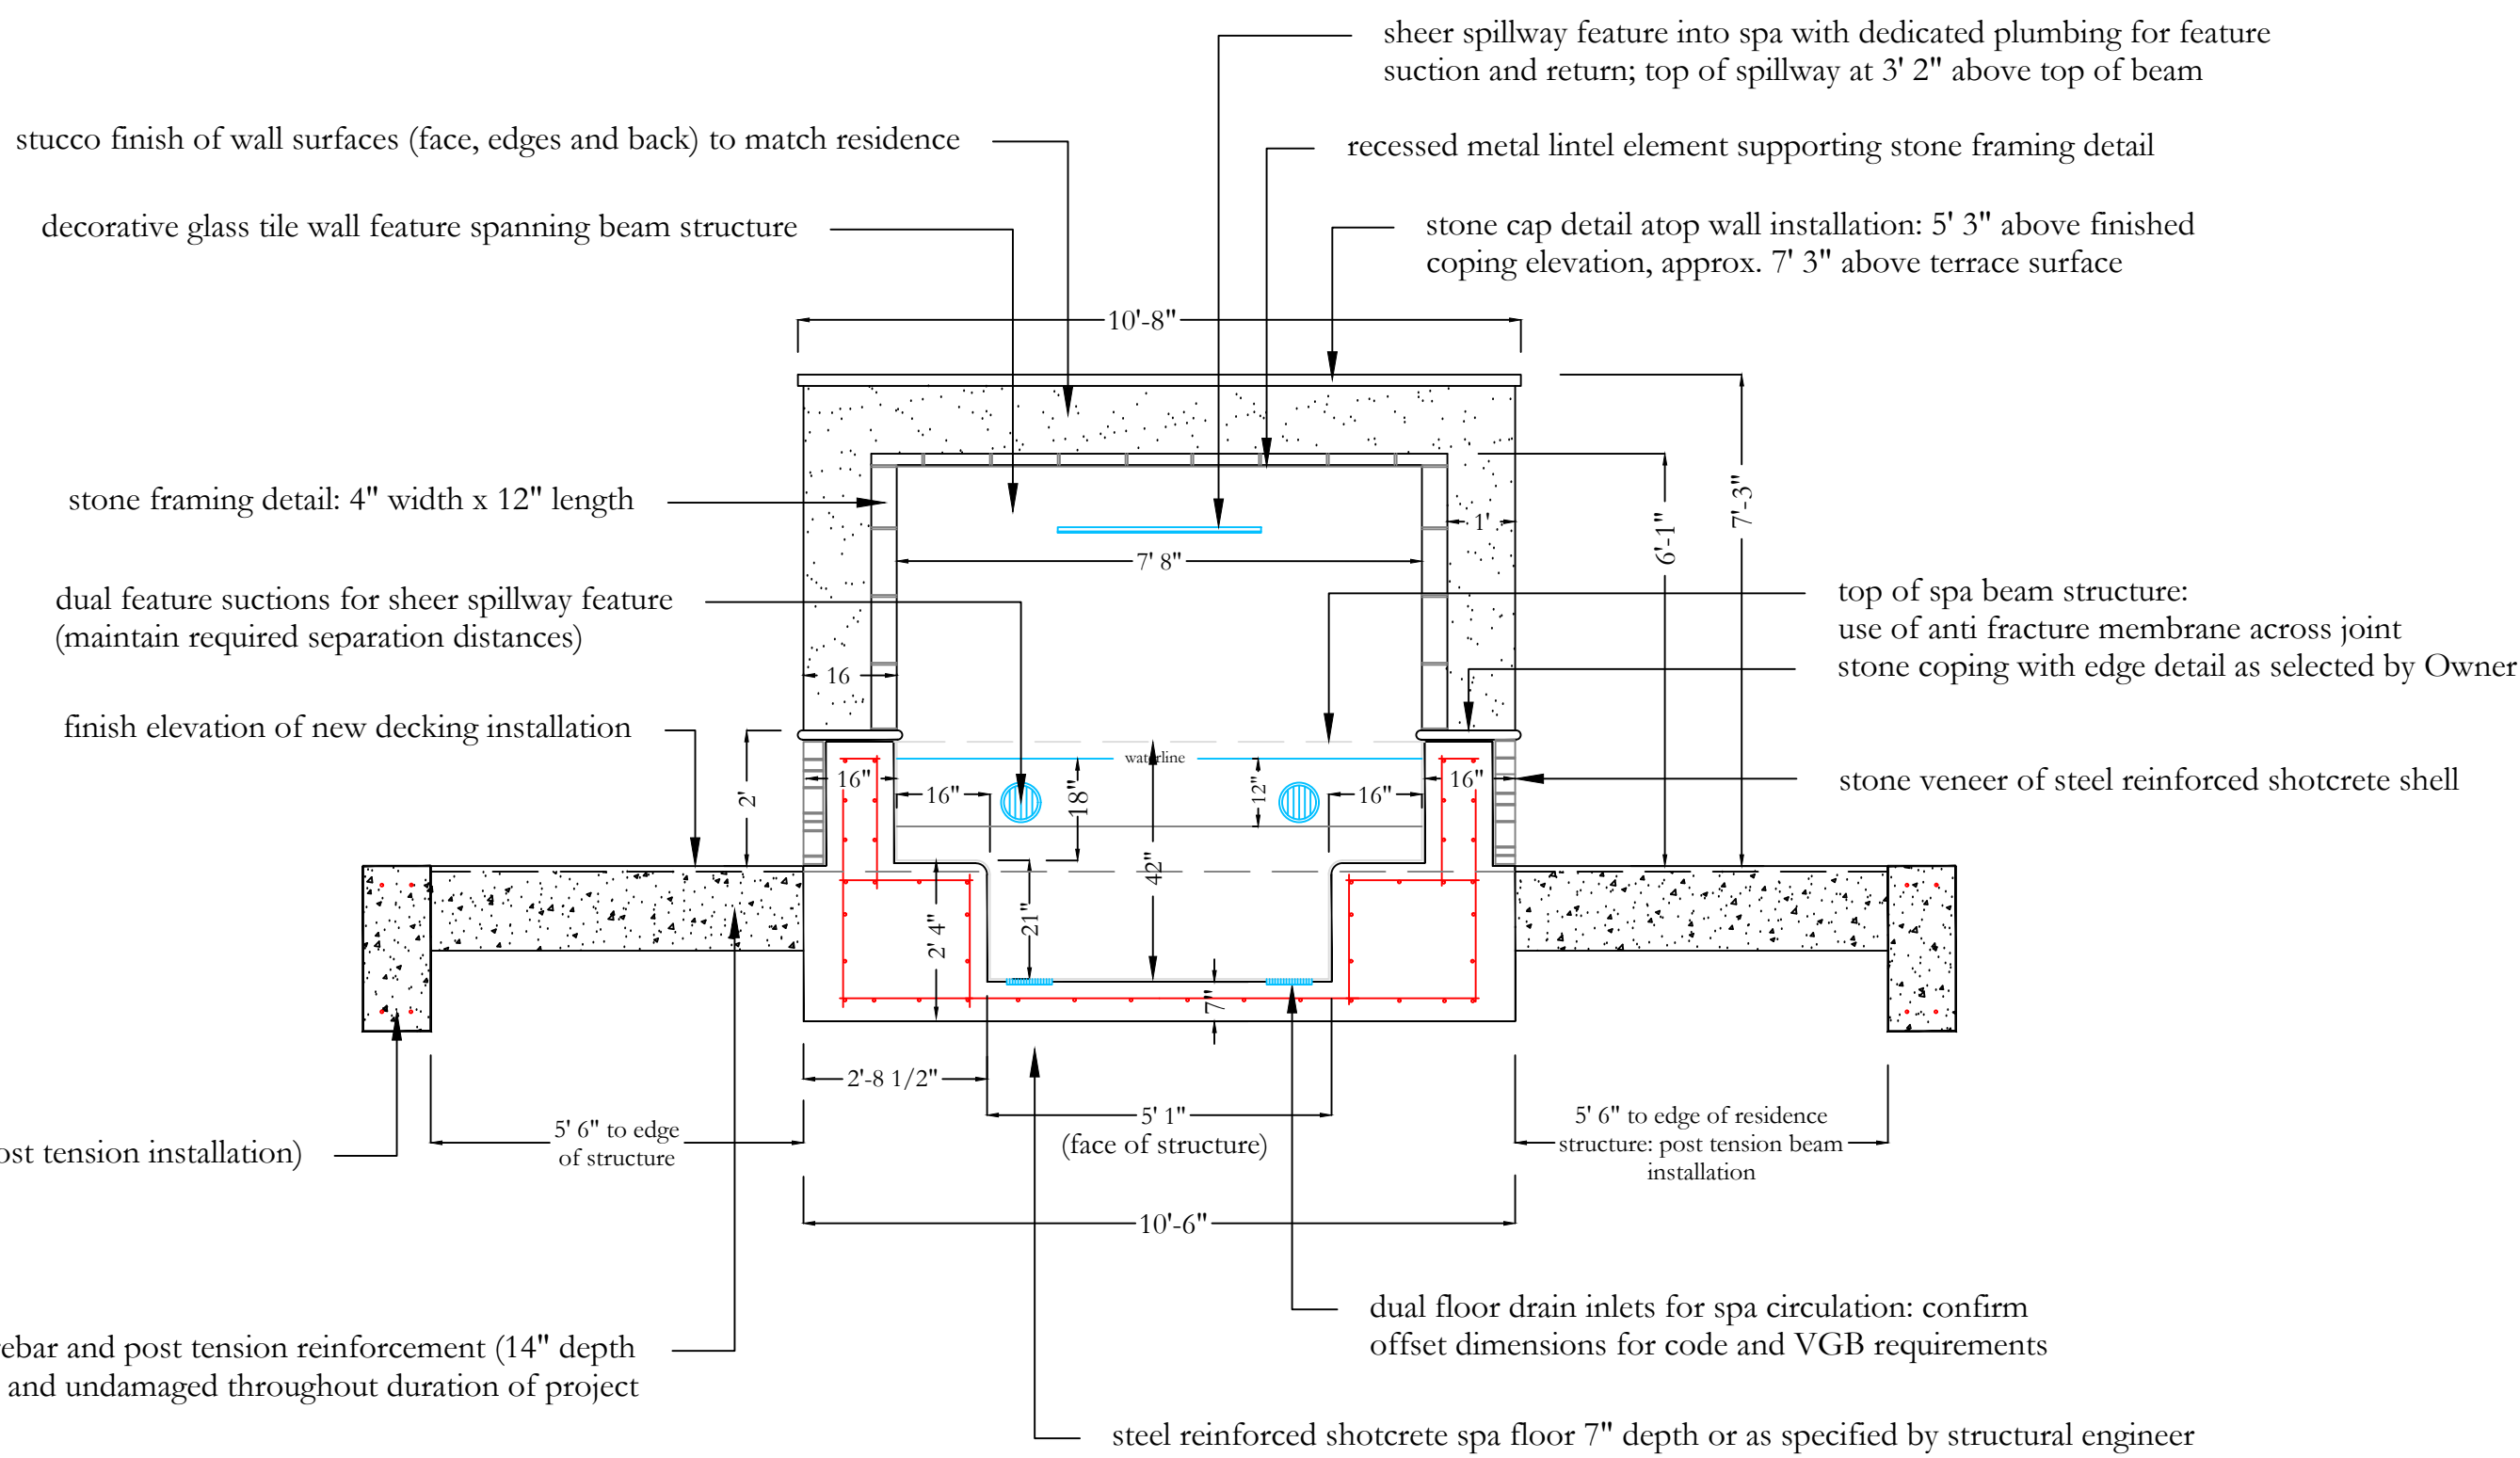 sheer spillway feature into spa with dedicated plumbing for feature
suction and return; top of spillway at 3' 2" above top of beam
stucco finish of wall surfaces (face, edges and back) to match residence
recessed metal lintel element supporting stone framing detail
decorative glass tile wall feature spanning beam structure
stone cap detail atop wall installation: 5' 3" above finished
coping elevation, approx. 7' 3" above terrace surface
10'-8"
stone framing detail: 4" width x 12" length
1'
6'-1"
7'-3"
7' 8"
dual feature suctions for sheer spillway feature
(maintain required separation distances)
top of spa beam structure:
use of anti fracture membrane across joint
stone coping with edge detail as selected by Owner
16
finish elevation of new decking installation
waterline
2'
16"
16"
18"
12"
16"
16"
stone veneer of steel reinforced shotcrete shell
42"
2' 4"
21"
7"
2'-8 1/2"
5' 1"
(face of structure)
5' 6" to edge
of structure
5' 6" to edge of residence
structure: post tension beam
installation
ost tension installation)
10'-6"
dual floor drain inlets for spa circulation: confirm
offset dimensions for code and VGB requirements
ebar and post tension reinforcement (14" depth
and undamaged throughout duration of project
steel reinforced shotcrete spa floor 7" depth or as specified by structural engineer